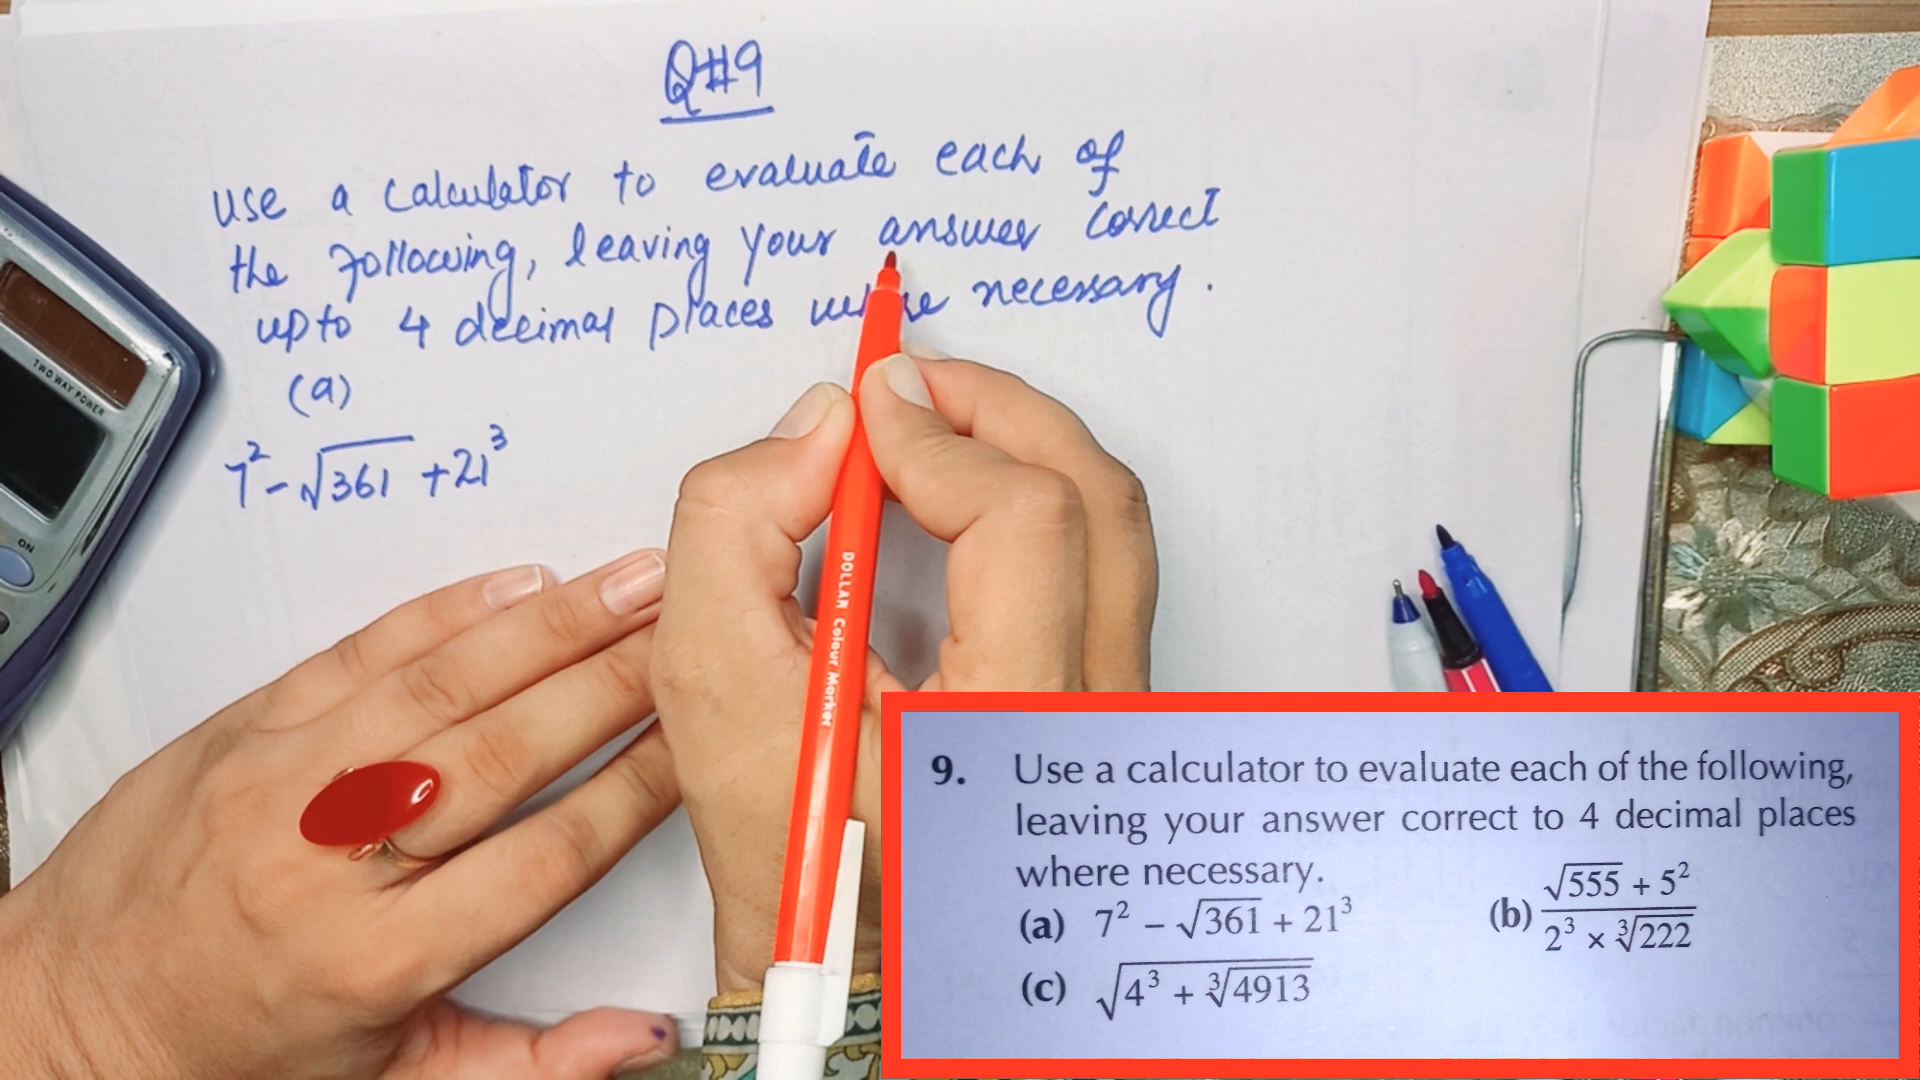 Q#9
use a calculator to evaluate each of
the following, leaving your answer correct
upto 4 decimal places where necessary.
(a)
7² - √361 + 21³
TWO WAY POWER
ON
DOLLAR Colour Marker
9. Use a calculator to evaluate each of the following,
leaving your answer correct to 4 decimal places
where necessary.
(a) 7² – √361 + 21³ (b) (√555 + 5²)/(2³ × ∛222)
(c) √(4³ + ∛4913)